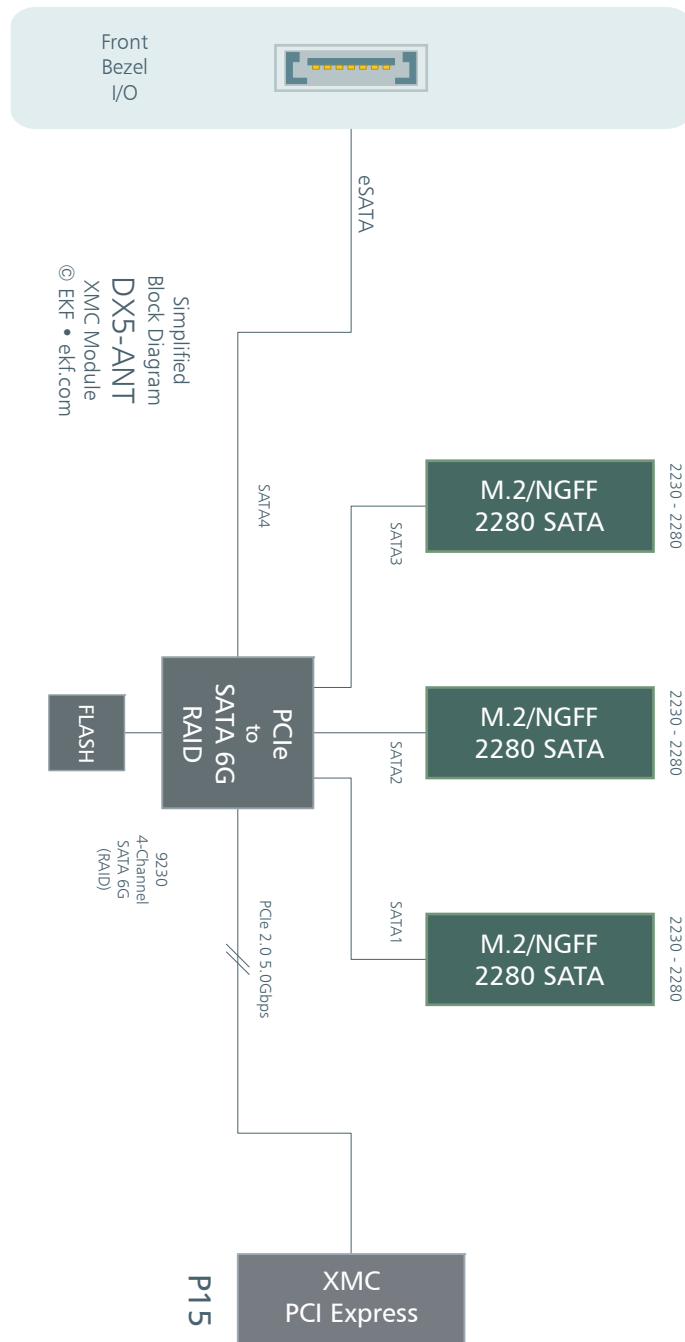 Front
Bezel
I/O
eSATA
Simplified
Block Diagram
DX5-ANT
XMC Module
© EKF • ekf.com
SATA4
M.2/NGFF
2280 SATA
2230 - 2280
SATA3
M.2/NGFF
2280 SATA
2230 - 2280
SATA2
PCIe
to
SATA 6G
RAID
FLASH
9230
4-Channel
SATA 6G
(RAID)
M.2/NGFF
2280 SATA
2230 - 2280
SATA1
PCIe 2.0 5.0Gbps
XMC
PCI Express
P15